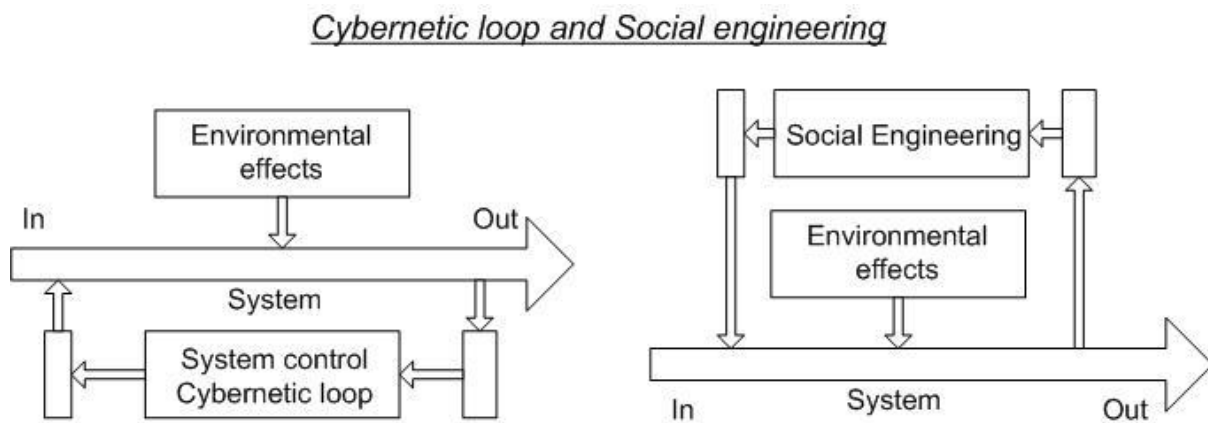 Cybernetic loop and Social engineering
Environmental
effects
In
Out
System
System control
Cybernetic loop
Social Engineering
Environmental
effects
In
System
Out